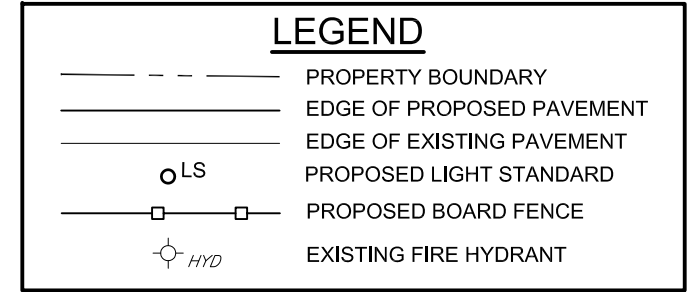 LEGEND
PROPERTY BOUNDARY
EDGE OF PROPOSED PAVEMENT
EDGE OF EXISTING PAVEMENT
LS PROPOSED LIGHT STANDARD
PROPOSED BOARD FENCE
HYD EXISTING FIRE HYDRANT